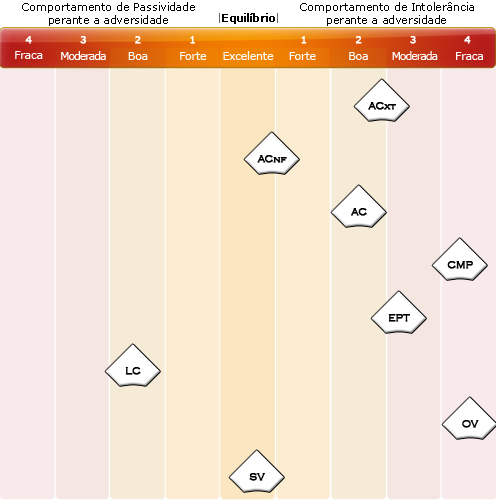 Comportamento de Passividade
perante a adversidade
|Equilíbrio|
Comportamento de Intolerância
perante a adversidade
4 3 2 1 1 2 3 4
Fraca Moderada Boa Forte Excelente Forte Boa Moderada Fraca
ACXT
ACNF
AC
CMP
EPT
LC
OV
SV